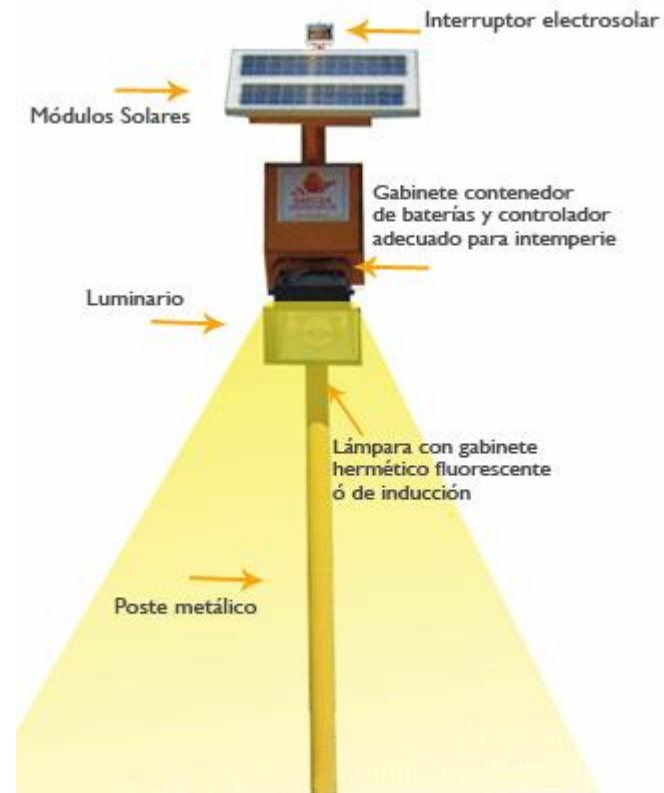 Interruptor electrosolar
Módulos Solares
Gabinete contenedor
de baterías y controlador
adecuado para intemperie
Luminario
Lámpara con gabinete
hermético fluorescente
ó de inducción
Poste metálico